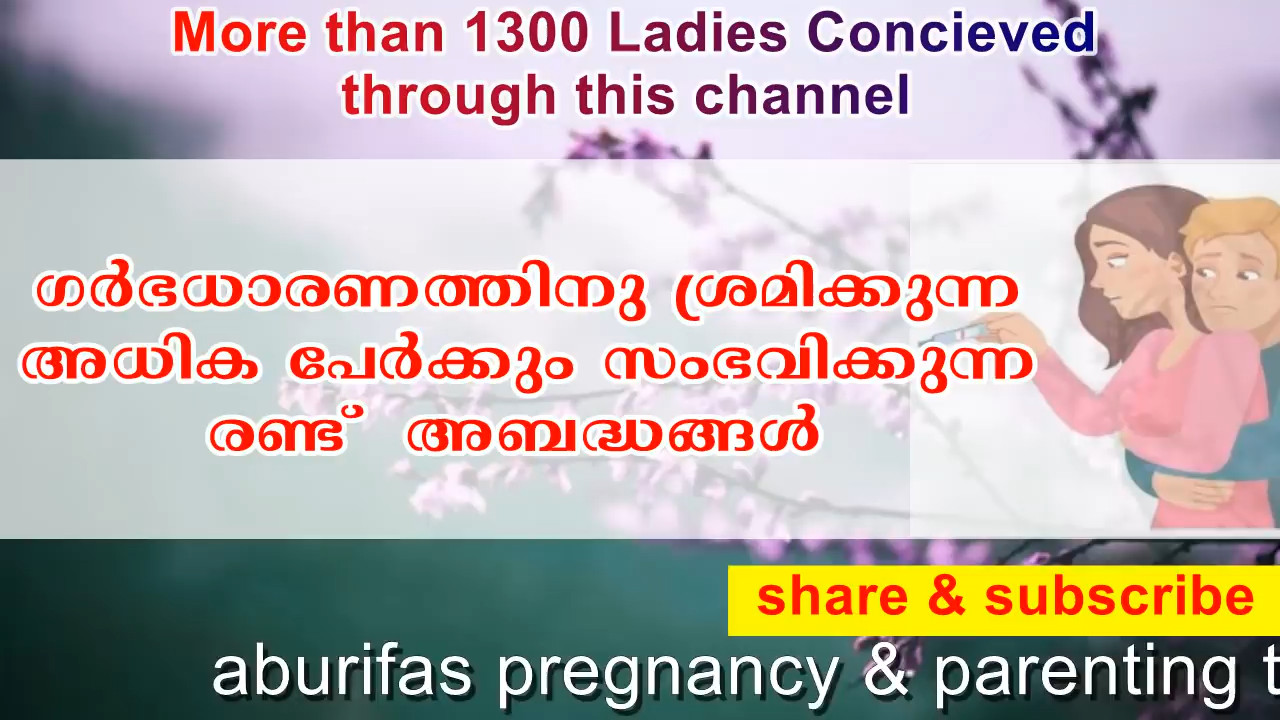 More than 1300 Ladies Concieved
through this channel
ഗർഭധാരണത്തിനു ശ്രമിക്കുന്ന
അധിക പേർക്കും സംഭവിക്കുന്ന
രണ്ട് അബദ്ധങ്ങൾ
share & subscribe
aburifas pregnancy & parenting t